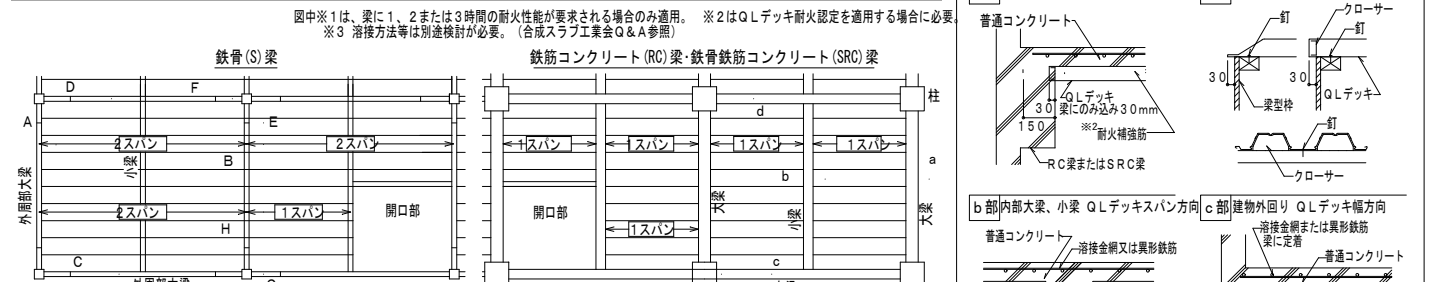 図中※1は、梁に1、2または3時間の耐火性能が要求される場合のみ適用。 ※2はQLデッキ耐火認定を適用する場合に必要。
※3 溶接方法等は別途検討が必要。(合成スラブ工業会Q&A参照)
鉄骨(S)梁
D
F
A
E
2スパン
2スパン
小梁
B
外周部大梁
2スパン
1スパン
開口部
H
C
鉄筋コンクリート(RC)梁・鉄骨鉄筋コンクリート(SRC)梁
柱
d
1スパン
1スパン
1スパン
1スパン
a
b
開口部
大梁
小梁
大梁
1スパン
c
普通コンクリート
QLデッキ
30
梁にのみ込み30mm
150
※2
耐火補強筋
RC梁またはSRC梁
釘
クローサー
釘
30
30
梁型枠
QLデッキ
釘
クローサー
b部 内部大梁、小梁 QLデッキスパン方向
普通コンクリート
溶接金網又は異形鉄筋
c部 建物外回り QLデッキ幅方向
溶接金網または異形鉄筋
梁に定着
普通コンクリート